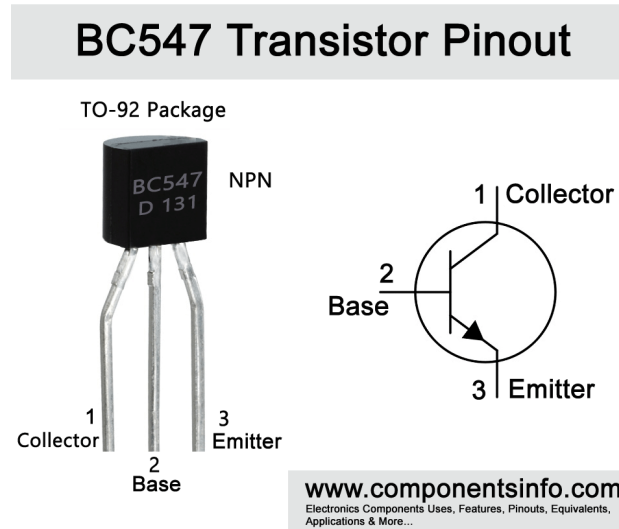 BC547 Transistor Pinout
TO-92 Package
BC547
D 131
NPN
1
Collector
2
Base
3
Emitter
1 Collector
2
Base
3 Emitter
www.componentsinfo.com
Electronics Components Uses, Features, Pinouts, Equivalents,
Applications & More...